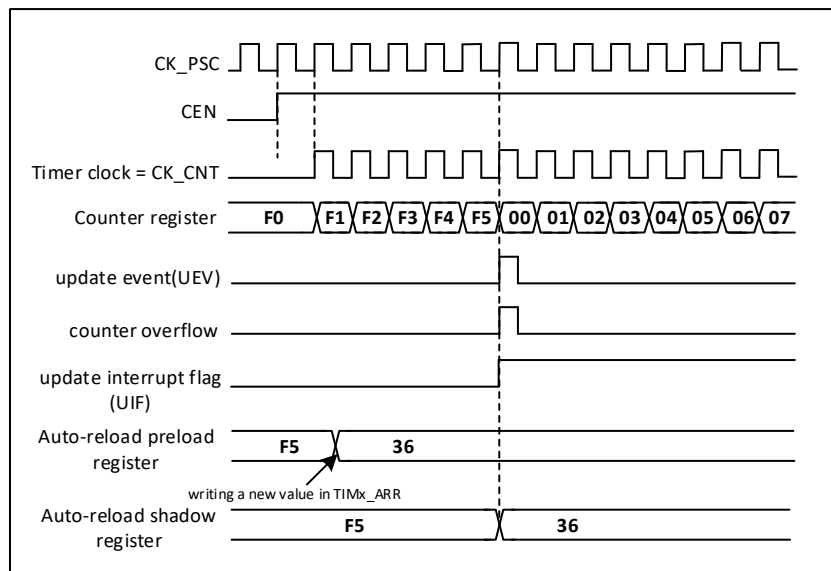 CK_PSC
CEN
Timer clock = CK_CNT
Counter register F0 F1 F2 F3 F4 F5 00 01 02 03 04 05 06 07
update event(UEV)
counter overflow
update interrupt flag
(UIF)
Auto-reload preload
register
F5 36
writing a new value in TIMx_ARR
Auto-reload shadow
register
F5 36